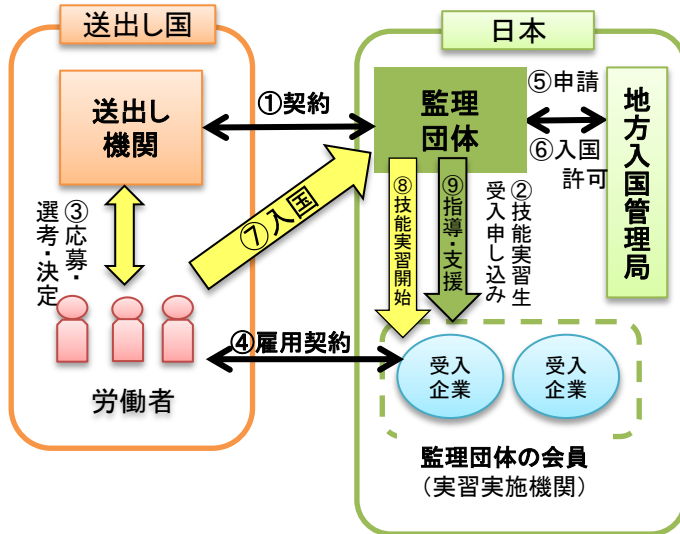 送出し国
日本
送出し
機関
①契約
監理
団体
⑤申請
⑥入国
許可
地方入国管理局
③応募・
選考・決定
⑦入国
⑧技能実習開始
⑨指導・支援
②技能実習生
受入申し込み
④雇用契約
労働者
受入
企業
受入
企業
監理団体の会員
（実習実施機関）